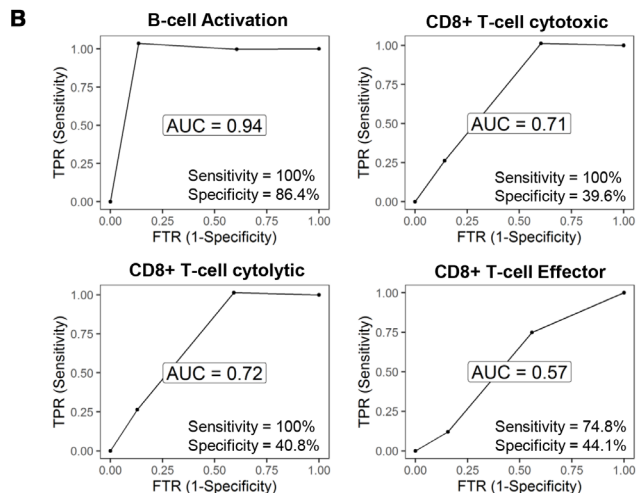 B
B-cell Activation
TPR (Sensitivity)
1.00
0.75
0.50
0.25
0.00
AUC = 0.94
Sensitivity = 100%
Specificity = 86.4%
0.00 0.25 0.50 0.75 1.00
FTR (1-Specificity)
CD8+ T-cell cytotoxic
TPR (Sensitivity)
1.00
0.75
0.50
0.25
0.00
AUC = 0.71
Sensitivity = 100%
Specificity = 39.6%
0.00 0.25 0.50 0.75 1.00
FTR (1-Specificity)
CD8+ T-cell cytolytic
TPR (Sensitivity)
1.00
0.75
0.50
0.25
0.00
AUC = 0.72
Sensitivity = 100%
Specificity = 40.8%
0.00 0.25 0.50 0.75 1.00
FTR (1-Specificity)
CD8+ T-cell Effector
TPR (Sensitivity)
1.00
0.75
0.50
0.25
0.00
AUC = 0.57
Sensitivity = 74.8%
Specificity = 44.1%
0.00 0.25 0.50 0.75 1.00
FTR (1-Specificity)